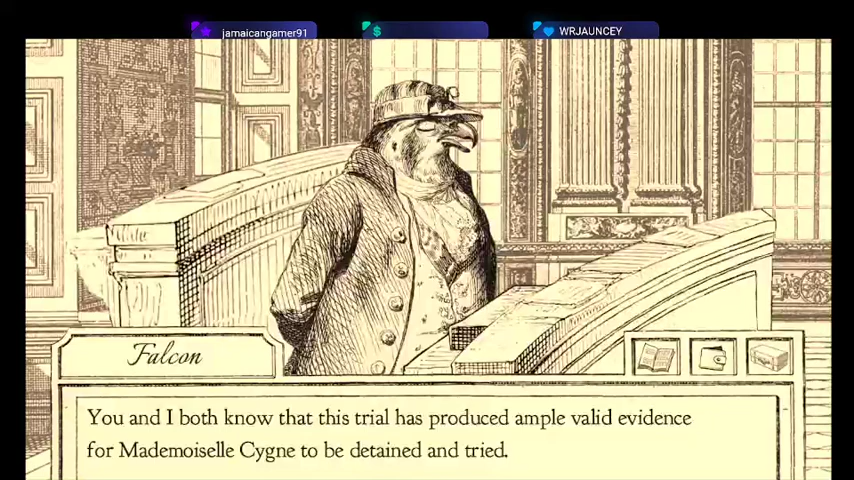 jamaicangamer91
$
WRJAUNCEY
Falcon
You and I both know that this trial has produced ample valid evidence
for Mademoiselle Cygne to be detained and tried.